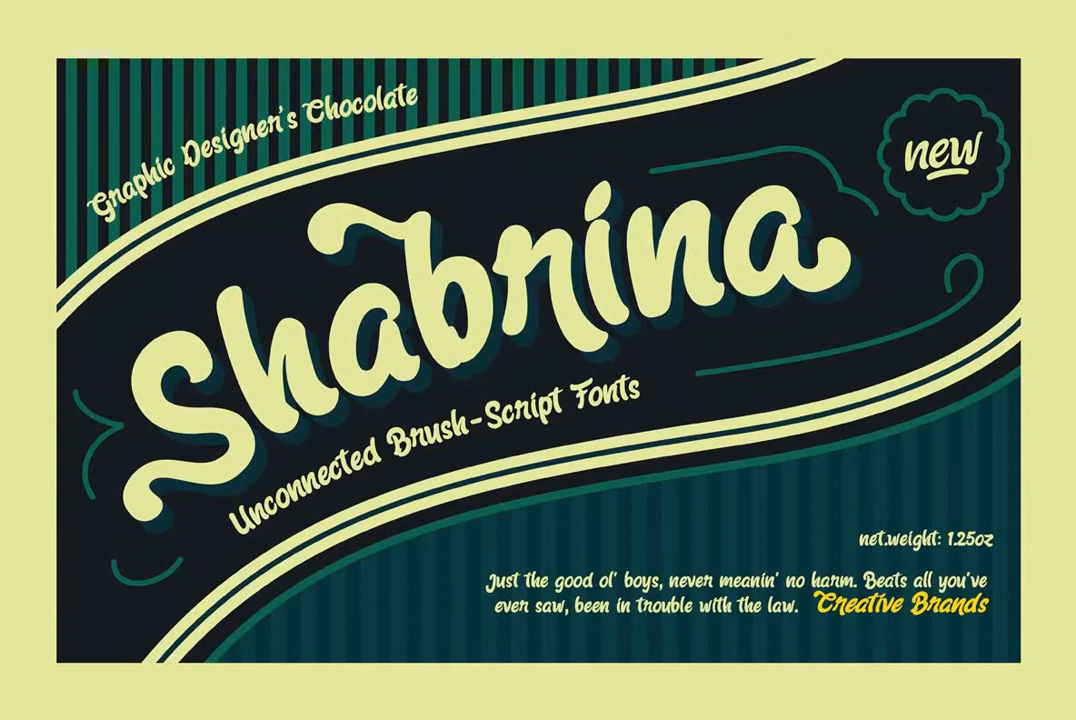 Graphic Designer's Chocolate
new
Shabrina
Unconnected Brush-Script Fonts
net.weight: 1.25oz
Just the good ol' boys, never meanin' no harm. Beats all you've
ever saw, been in trouble with the law. Creative Brands